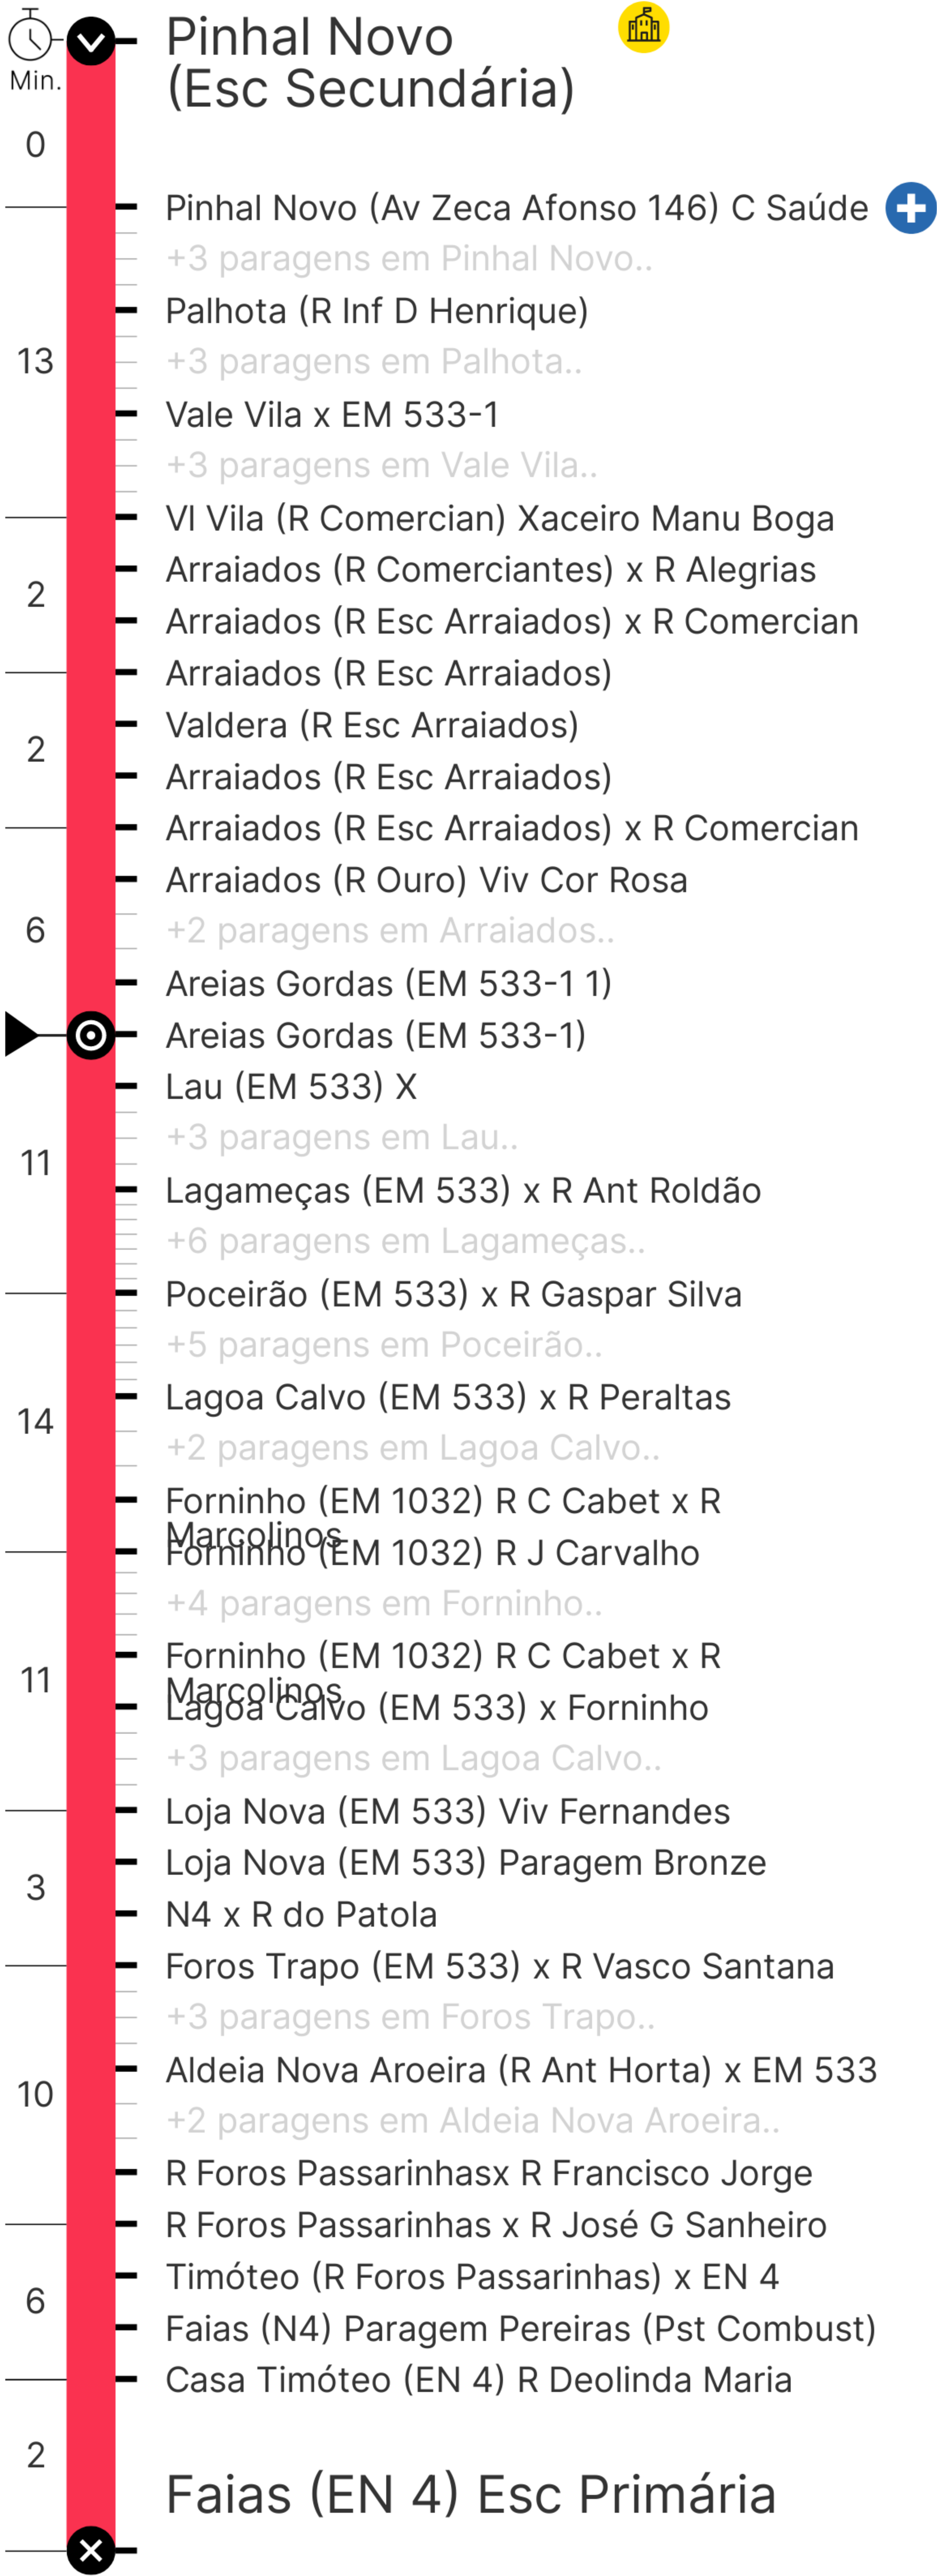 Min.
Pinhal Novo
(Esc Secundária)
0
Pinhal Novo (Av Zeca Afonso 146) C Saúde
+3 paragens em Pinhal Novo..
Palhota (R Inf D Henrique)
13
+3 paragens em Palhota..
Vale Vila x EM 533-1
+3 paragens em Vale Vila..
Vl Vila (R Comercian) Xaceiro Manu Boga
Arraiados (R Comerciantes) x R Alegrias
2
Arraiados (R Esc Arraiados) x R Comercian
Arraiados (R Esc Arraiados)
Valdera (R Esc Arraiados)
2
Arraiados (R Esc Arraiados)
Arraiados (R Esc Arraiados) x R Comercian
Arraiados (R Ouro) Viv Cor Rosa
6
+2 paragens em Arraiados..
Areias Gordas (EM 533-1 1)
Areias Gordas (EM 533-1)
Lau (EM 533) X
+3 paragens em Lau..
11
Lagameças (EM 533) x R Ant Roldão
+6 paragens em Lagameças..
Poceirão (EM 533) x R Gaspar Silva
+5 paragens em Poceirão..
Lagoa Calvo (EM 533) x R Peraltas
14
+2 paragens em Lagoa Calvo..
Forninho (EM 1032) R C Cabet x R
Marcolinos
Forninho (EM 1032) R J Carvalho
+4 paragens em Forninho..
Forninho (EM 1032) R C Cabet x R
Marcolinos
11
Lagoa Calvo (EM 533) x Forninho
+3 paragens em Lagoa Calvo..
Loja Nova (EM 533) Viv Fernandes
Loja Nova (EM 533) Paragem Bronze
3
N4 x R do Patola
Foros Trapo (EM 533) x R Vasco Santana
+3 paragens em Foros Trapo..
Aldeia Nova Aroeira (R Ant Horta) x EM 533
10
+2 paragens em Aldeia Nova Aroeira..
R Foros Passarinhasx R Francisco Jorge
R Foros Passarinhas x R José G Sanheiro
Timóteo (R Foros Passarinhas) x EN 4
6
Faias (N4) Paragem Pereiras (Pst Combust)
Casa Timóteo (EN 4) R Deolinda Maria
2
Faias (EN 4) Esc Primária